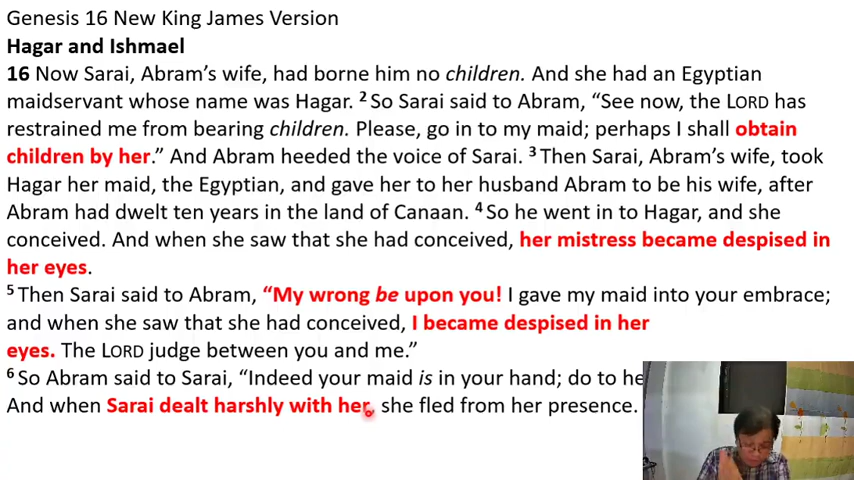 Genesis 16 New King James Version
Hagar and Ishmael
16 Now Sarai, Abram’s wife, had borne him no children. And she had an Egyptian
maidservant whose name was Hagar. 2 So Sarai said to Abram, “See now, the LORD has
restrained me from bearing children. Please, go in to my maid; perhaps I shall obtain
children by her.” And Abram heeded the voice of Sarai. 3 Then Sarai, Abram’s wife, took
Hagar her maid, the Egyptian, and gave her to her husband Abram to be his wife, after
Abram had dwelt ten years in the land of Canaan. 4 So he went in to Hagar, and she
conceived. And when she saw that she had conceived, her mistress became despised in
her eyes.
5 Then Sarai said to Abram, “My wrong be upon you! I gave my maid into your embrace;
and when she saw that she had conceived, I became despised in her
eyes. The LORD judge between you and me.”
6 So Abram said to Sarai, “Indeed your maid is in your hand; do to he
And when Sarai dealt harshly with her, she fled from her presence.